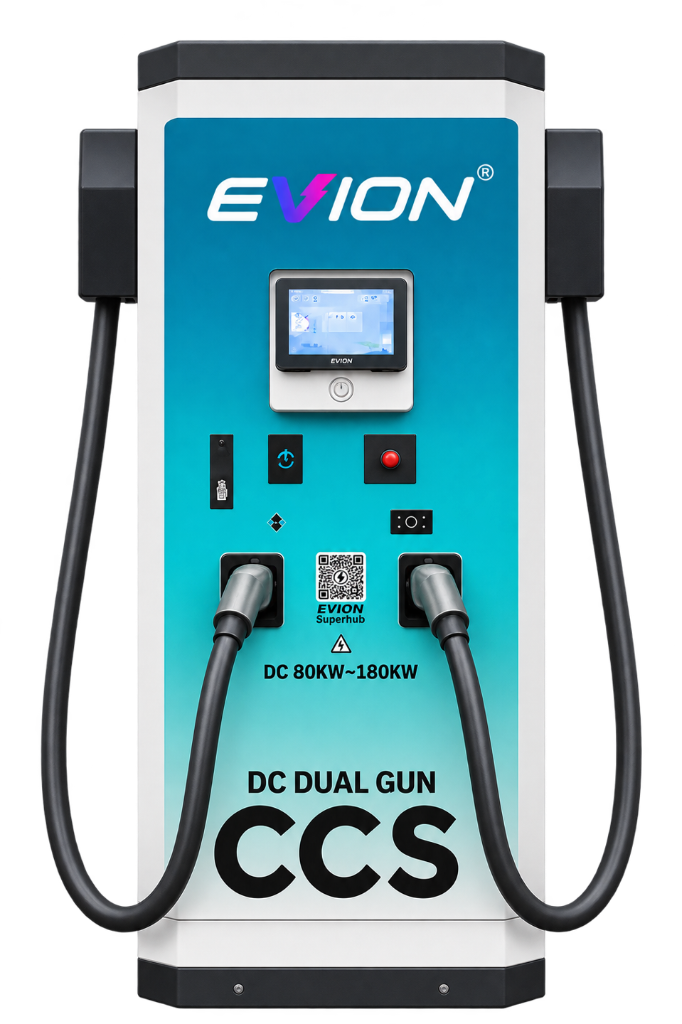 EVION®
EVION
EVION
Superhub
DC 80KW~180KW
DC DUAL GUN
CCS